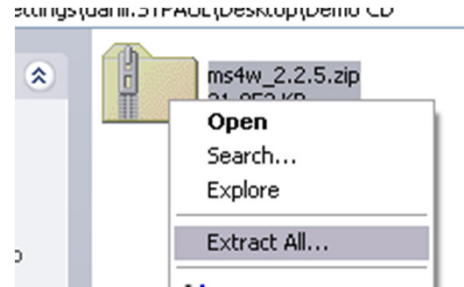 ms4w_2.2.5.zip
Open
Search...
Explore
Extract All...